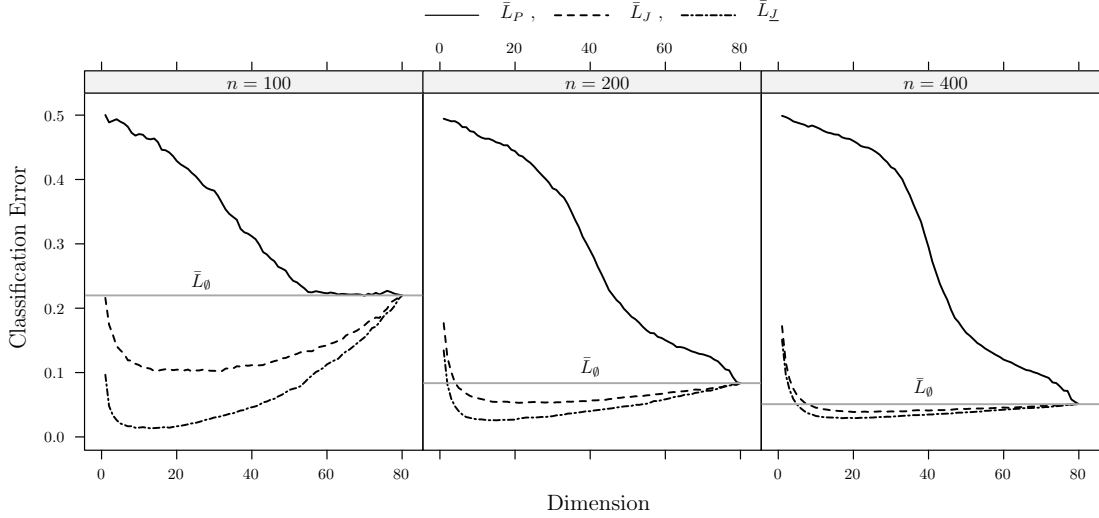 L̄_P , L̄_J , L̄_J̲
0 20 40 60 80
n = 100 n = 200 n = 400
0.5
0.4
0.3
0.2
0.1
0.0
Classification Error
L̄_∅
L̄_∅
L̄_∅
0 20 40 60 80 0 20 40 60 80
Dimension